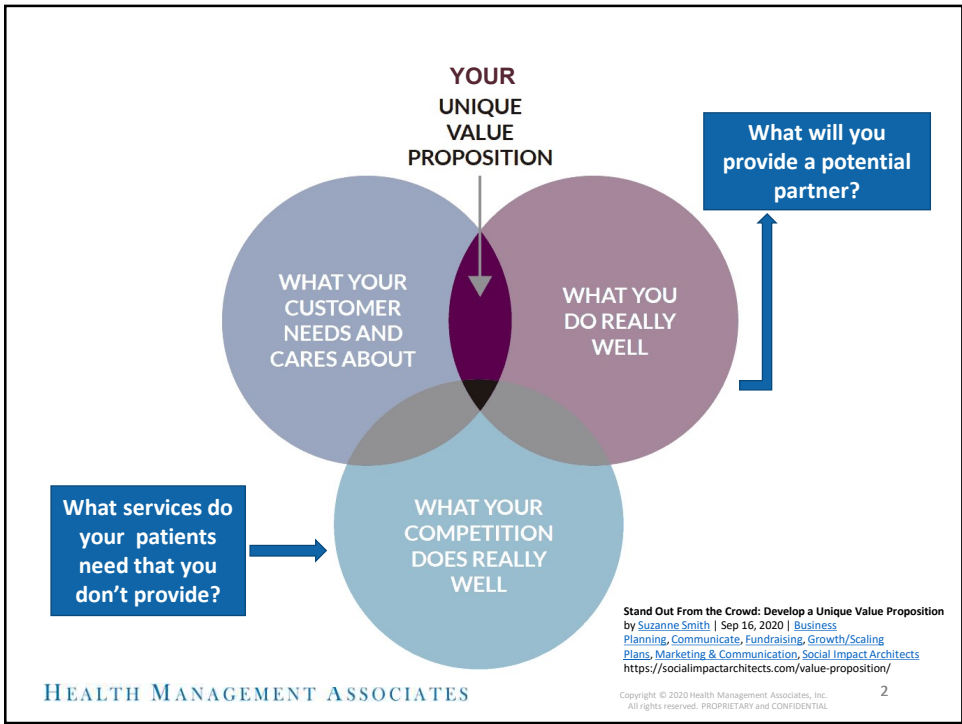 YOUR
UNIQUE
VALUE
PROPOSITION
What will you
provide a potential
partner?
WHAT YOUR
CUSTOMER
NEEDS AND
CARES ABOUT
WHAT YOU
DO REALLY
WELL
What services do
your patients
need that you
don’t provide?
WHAT YOUR
COMPETITION
DOES REALLY
WELL
Stand Out From the Crowd: Develop a Unique Value Proposition
by Suzanne Smith | Sep 16, 2020 | Business
Planning, Communicate, Fundraising, Growth/Scaling
Plans, Marketing & Communication, Social Impact Architects
https://socialimpactarchitects.com/value-proposition/
HEALTH MANAGEMENT ASSOCIATES
Copyright © 2020 Health Management Associates, Inc.
All rights reserved. PROPRIETARY and CONFIDENTIAL
2